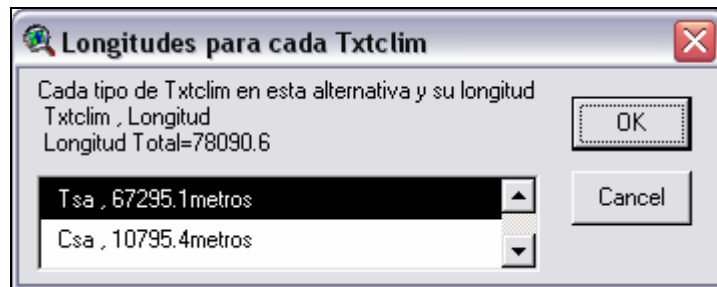 Longitudes para cada Txtclim
Cada tipo de Txtclim en esta alternativa y su longitud
Txtclim , Longitud
Longitud Total=78090.6
OK
Tsa , 67295.1metros
Csa , 10795.4metros
Cancel